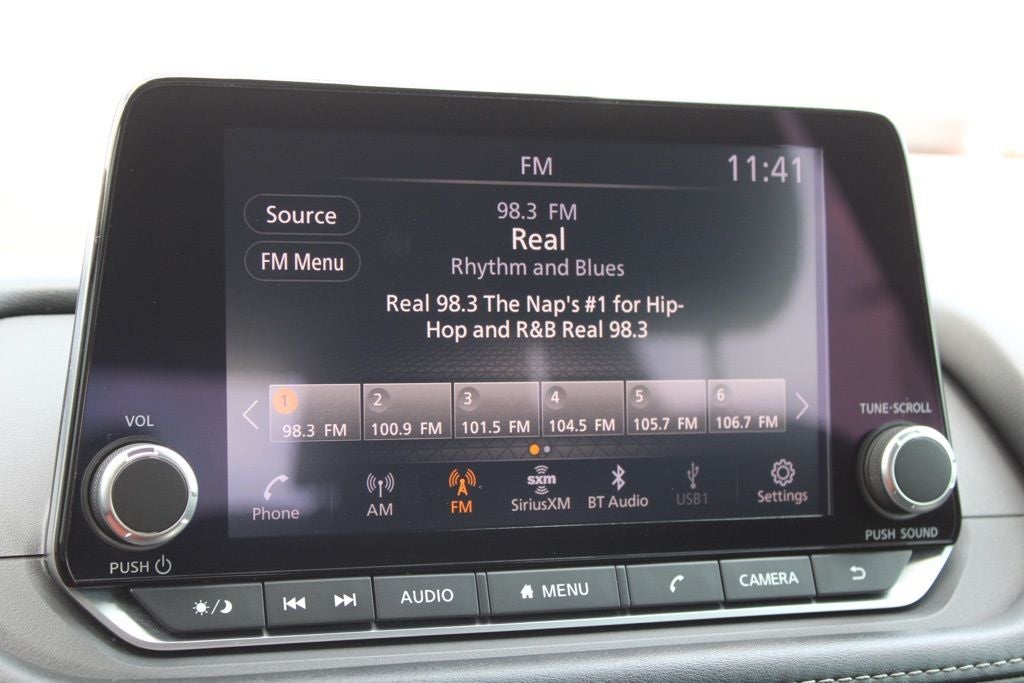 FM
11:41
Source
FM Menu
98.3 FM
Real
Rhythm and Blues
Real 98.3 The Nap's #1 for Hip-
Hop and R&B Real 98.3
1
98.3 FM
2
100.9 FM
3
101.5 FM
4
104.5 FM
5
105.7 FM
6
106.7 FM
Phone
AM
FM
sxm
SiriusXM
BT Audio
USB1
Settings
VOL
PUSH
TUNE·SCROLL
PUSH SOUND
AUDIO
MENU
CAMERA